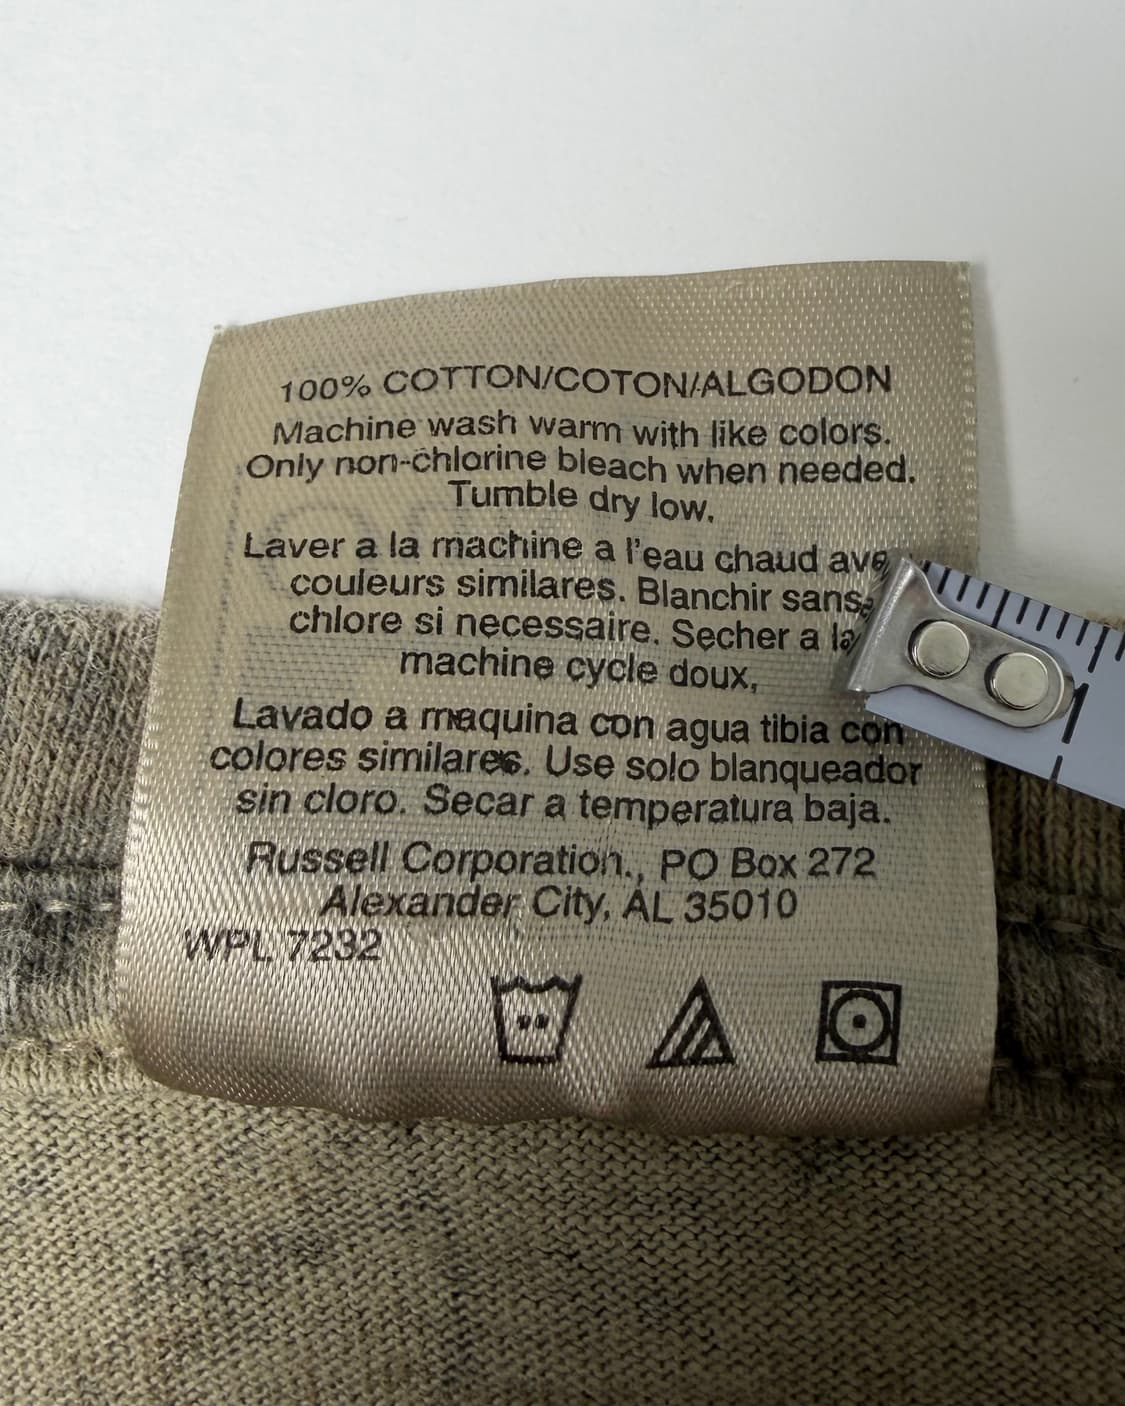 100% COTTON/COTON/ALGODON
Machine wash warm with like colors.
Only non-chlorine bleach when needed.
Tumble dry low.
Laver a la machine a l'eau chaud ave
couleurs similares. Blanchir sans
chlore si necessaire. Secher a la
machine cycle doux,
Lavado a maquina con agua tibia con
colores similares. Use solo blanqueador
sin cloro. Secar a temperatura baja.
Russell Corporation., PO Box 272
Alexander City, AL 35010
WPL 7232
1